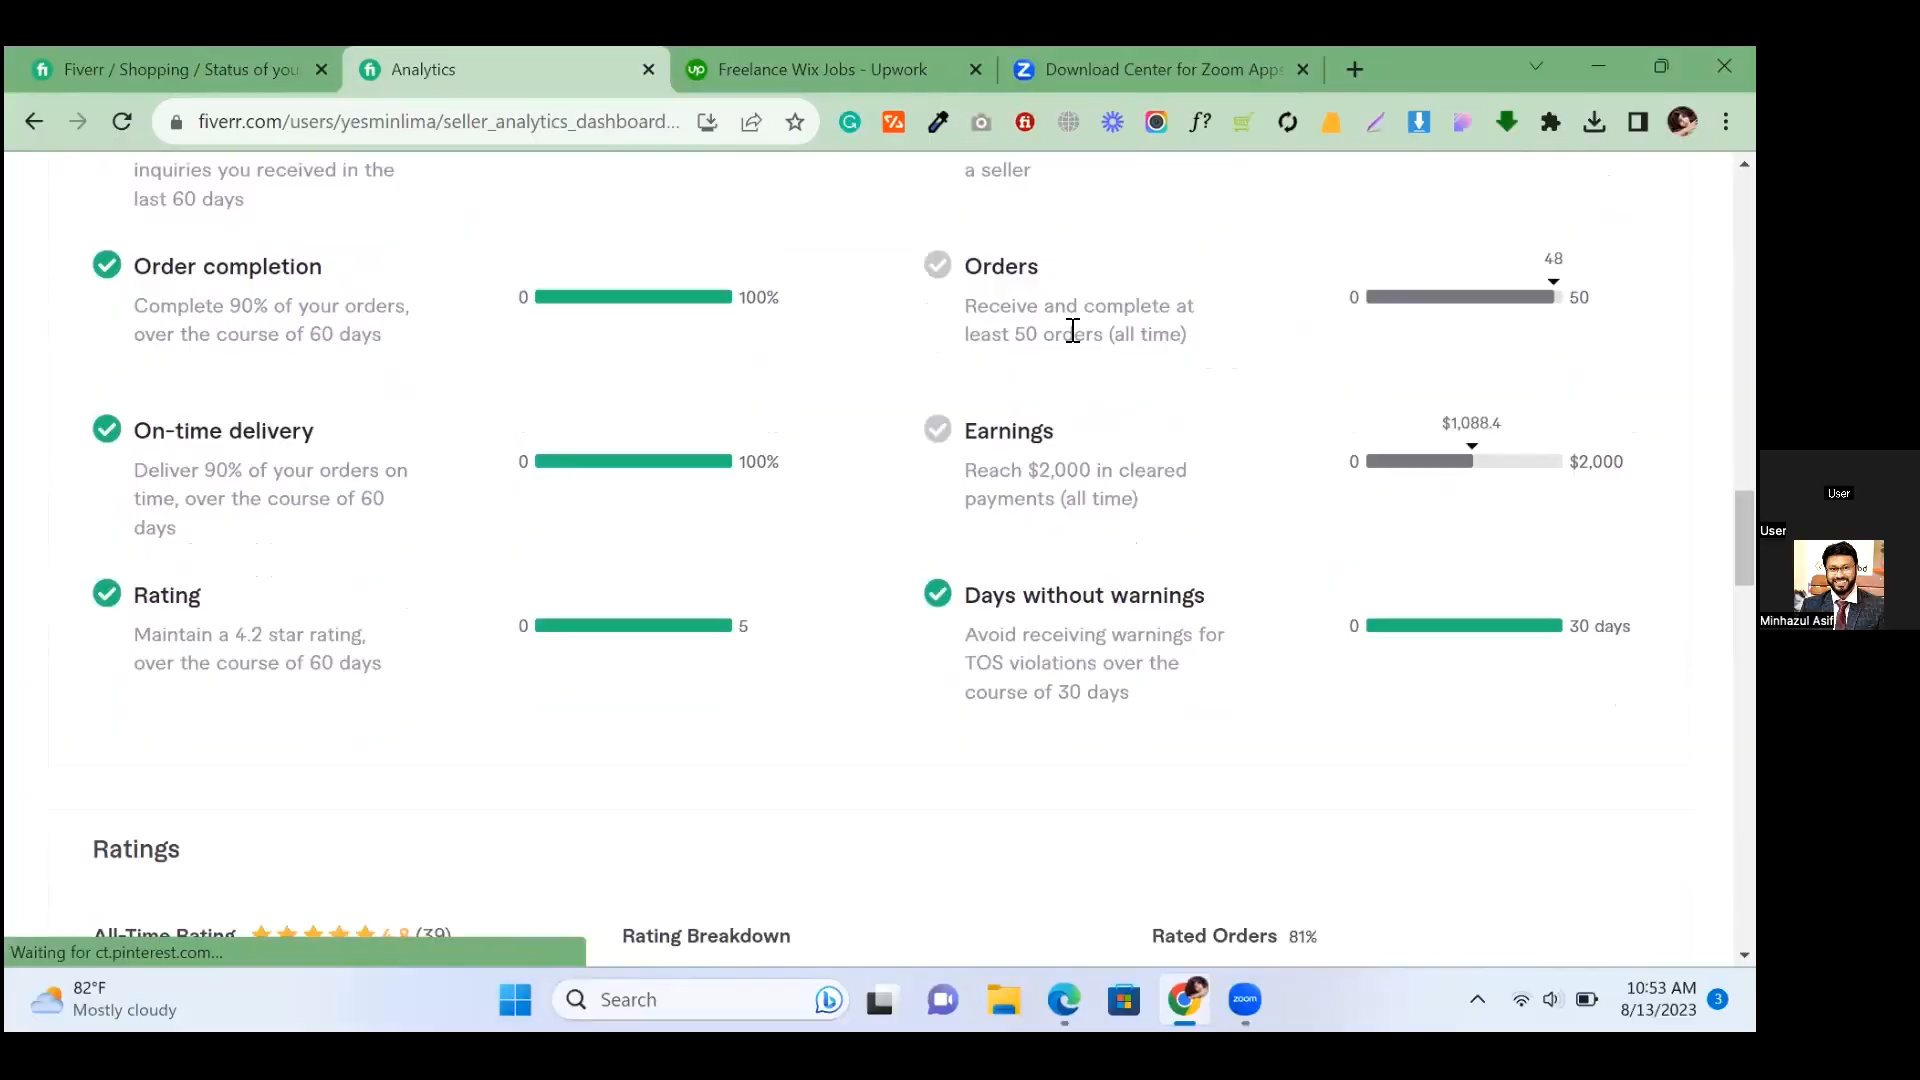 Fiverr / Shopping / Status of you
Analytics
Freelance Wix Jobs - Upwork
Download Center for Zoom Apps
fiverr.com/users/yesminlima/seller_analytics_dashboard...
inquiries you received in the
last 60 days
a seller
Order completion
Complete 90% of your orders,
over the course of 60 days
0
100%
Orders
Receive and complete at
least 50 orders (all time)
48
0
50
On-time delivery
Deliver 90% of your orders on
time, over the course of 60
days
0
100%
Earnings
Reach $2,000 in cleared
payments (all time)
$1,088.4
0
$2,000
Rating
Maintain a 4.2 star rating,
over the course of 60 days
0
5
Days without warnings
Avoid receiving warnings for
TOS violations over the
course of 30 days
0
30 days
Ratings
All-Time Rating 4.8 (39)
Rating Breakdown
Rated Orders 81%
Waiting for ct.pinterest.com...
82°F
Mostly cloudy
Search
zoom
10:53 AM
8/13/2023
3
User
User
Minhazul Asif